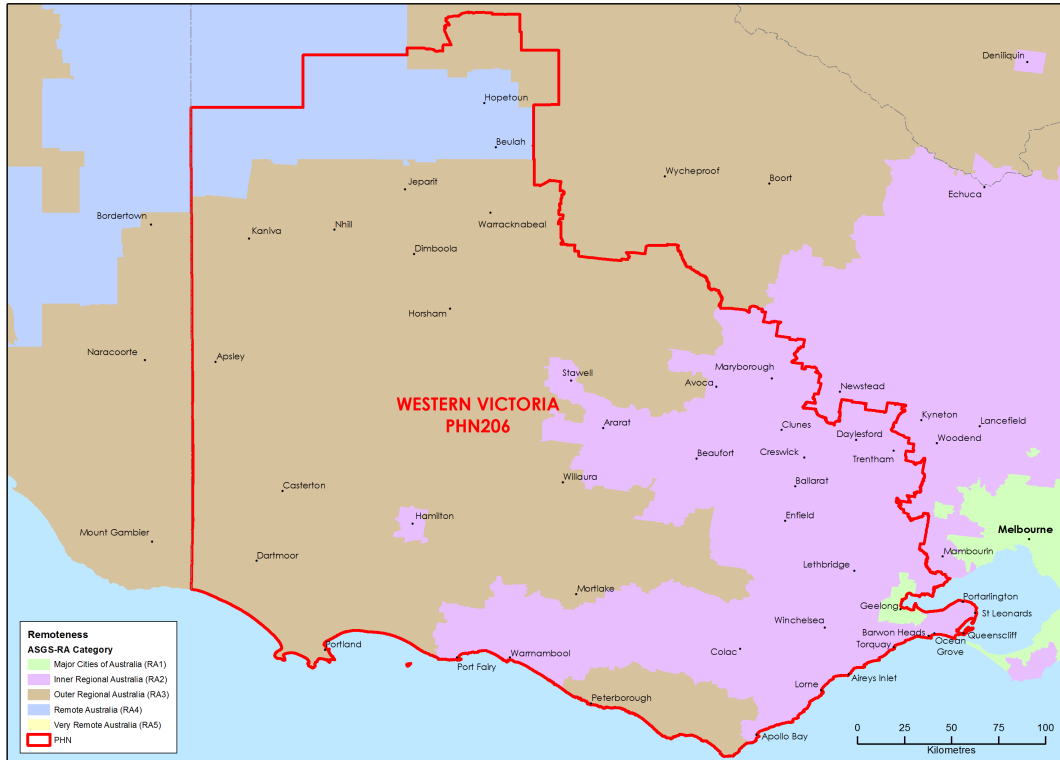 Deniliquin
Hopetoun
Beulah
Wycheproof
Boort
Jeparit
Echuca
Bordertown
Kaniva
Nhill
Warracknabeal
Dimboola
Horsham
Naracoorte
Apsley
Stawell
Maryborough
Avoca
Newstead
WESTERN VICTORIA
PHN206
Ararat
Clunes
Kyneton
Lancefield
Daylesford
Woodend
Beaufort
Creswick
Trentham
Willaura
Ballarat
Casterton
Hamilton
Enfield
Melbourne
Mount Gambier
Dartmoor
Mambourin
Lethbridge
Mortlake
Portarlington
Geelong
St Leonards
Winchelsea
Barwon Heads
Queenscliff
Ocean
Grove
Torquay
Portland
Port Fairy
Warrnambool
Colac
Aireys Inlet
Lorne
Peterborough
Apollo Bay
Remoteness
ASGS-RA Category
Major Cities of Australia (RA1)
Inner Regional Australia (RA2)
Outer Regional Australia (RA3)
Remote Australia (RA4)
Very Remote Australia (RA5)
PHN
0 25 50 75 100
Kilometres